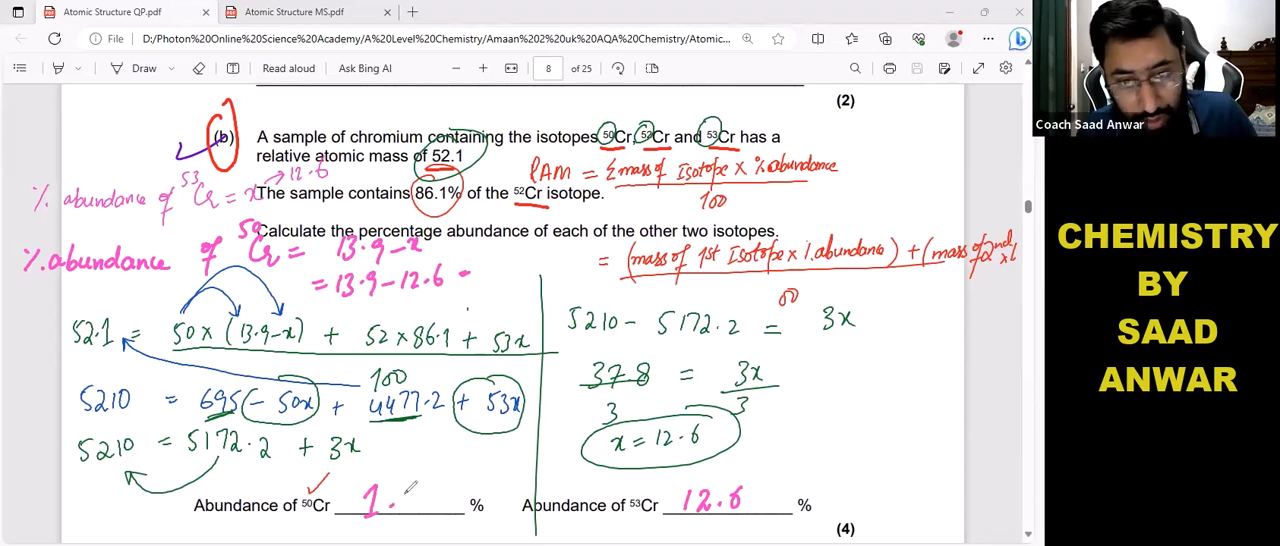 Atomic Structure QP.pdf
Atomic Structure MS.pdf
File
D:/Photon%20Online%20Science%20Academy/A%20Level%20Chemistry/Amaan%202%20uk%20AQA%20Chemistry/Atomic...
Draw
Read aloud
Ask Bing AI
8
of 25
(2)
(b)
A sample of chromium containing the isotopes ⁵⁰Cr, ⁵²Cr and ⁵³Cr has a
relative atomic mass of 52.1
RAM = Σ mass of Isotope x % abundance
100
% abundance of ⁵³Cr = x → 12.6
The sample contains 86.1% of the ⁵²Cr isotope.
Calculate the percentage abundance of each of the other two isotopes.
% abundance of ⁵⁰Cr = 13.9 - x
= 13.9 - 12.6
= (mass of 1st Isotope x % abundance) + (mass of 2nd x
52.1 = 50 x (13.9 - x) + 52 x 86.1 + 53x
100
5210 = 695 - 50x + 4477.2 + 53x
5210 = 5172.2 + 3x
5210 - 5172.2 = 3x
37.8 = 3x
3 3
x = 12.6
Abundance of ⁵⁰Cr 1. %
Abundance of ⁵³Cr 12.6 %
(4)
Coach Saad Anwar
CHEMISTRY
BY
SAAD
ANWAR